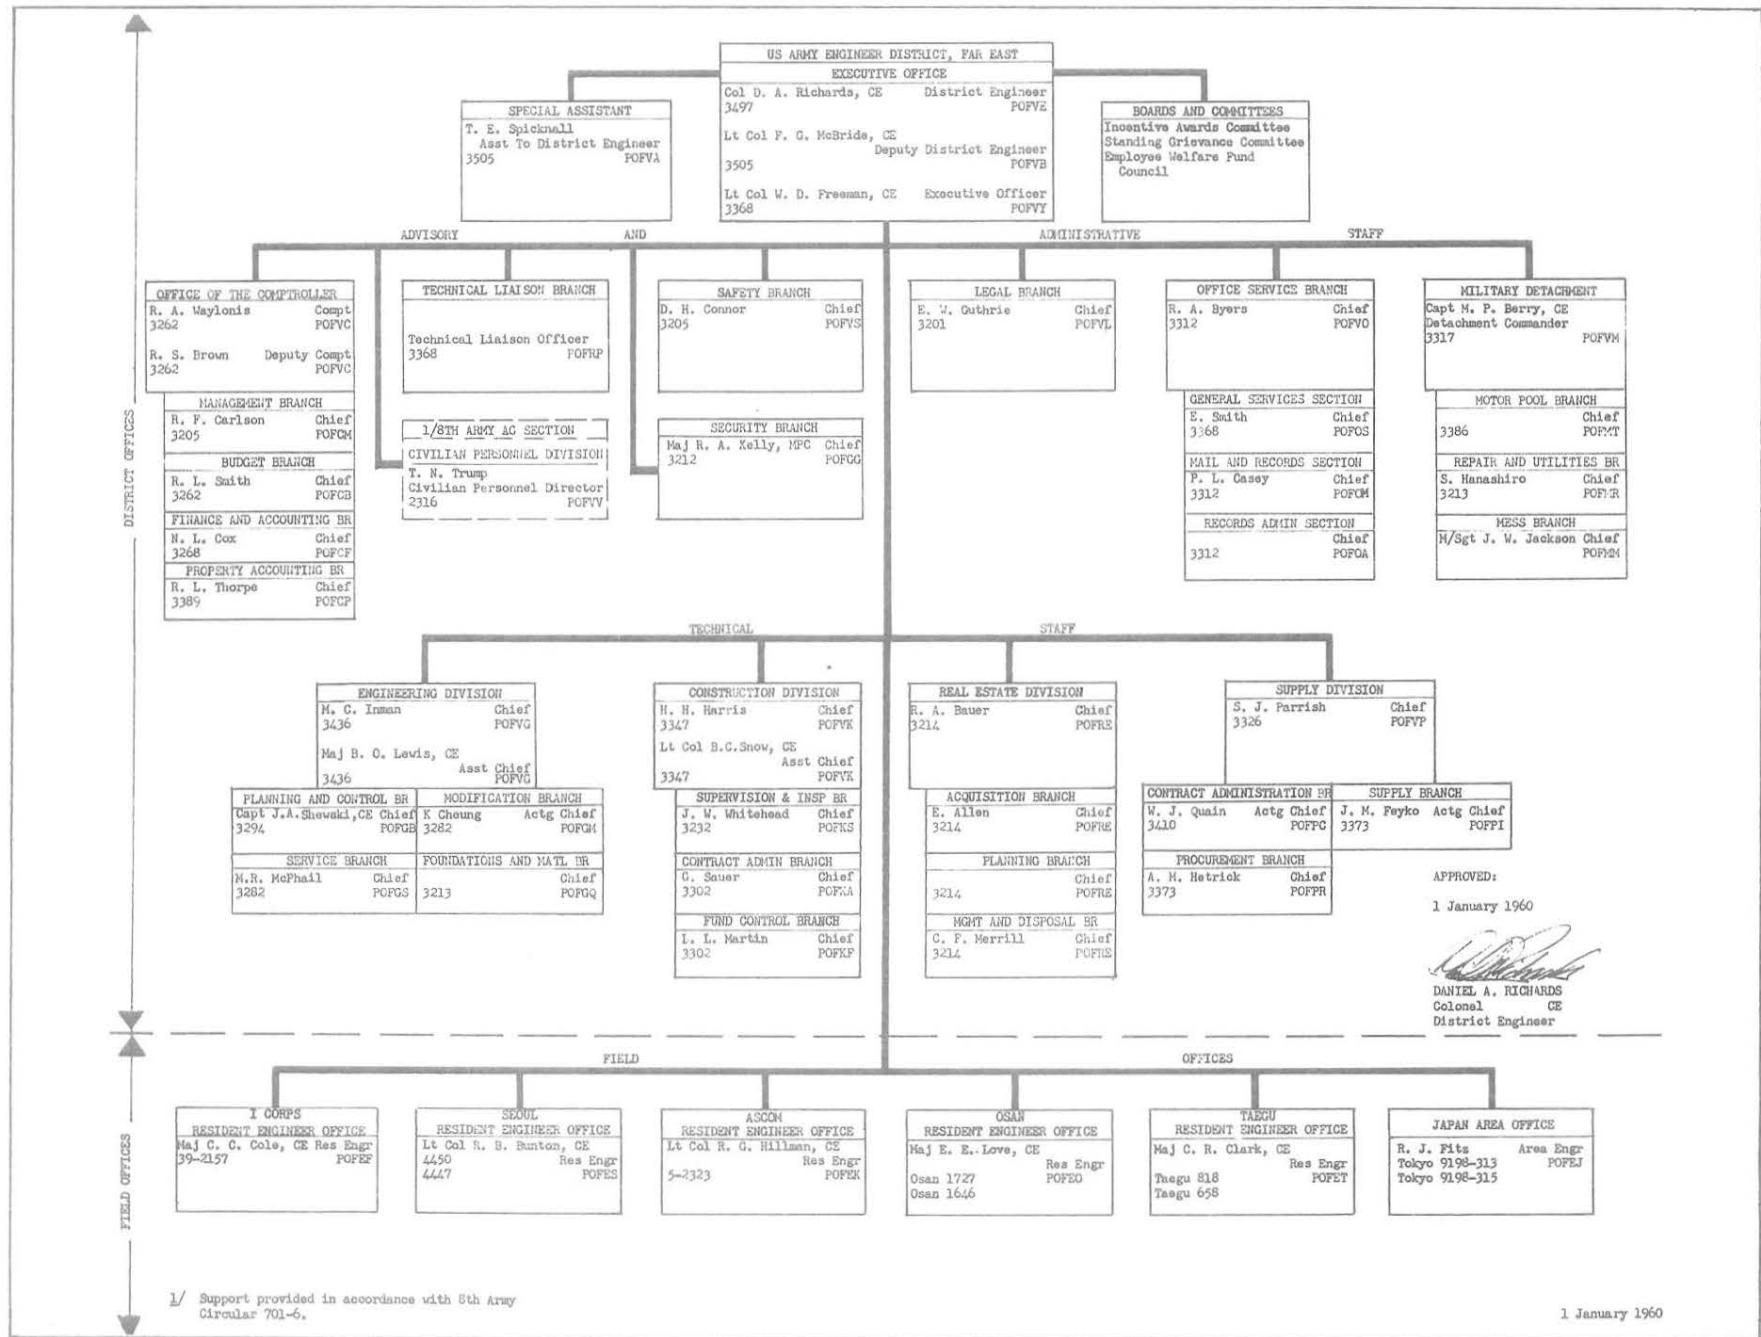 US ARMY ENGINEER DISTRICT, FAR EAST
EXECUTIVE OFFICE
Col D. A. Richards, CE District Engineer
3497 POFVE
Lt Col F. G. McBride, CE
Deputy District Engineer
3505 POFVB
Lt Col W. D. Freeman, CE Executive Officer
3368 POFVY
SPECIAL ASSISTANT
T. E. Spicknall
Asst To District Engineer
3505 POFVA
BOARDS AND COMMITTEES
Incentive Awards Committee
Standing Grievance Committee
Employee Welfare Fund
Council
DISTRICT OFFICES
ADVISORY AND ADMINISTRATIVE STAFF
OFFICE OF THE COMPTROLLER
R. A. Waylonis Compt
3262 POFVC
R. S. Brown Deputy Compt
3262 POFVC
MANAGEMENT BRANCH
R. F. Carlson Chief
3205 POFCM
BUDGET BRANCH
R. L. Smith Chief
3262 POFCB
FINANCE AND ACCOUNTING BR
N. L. Cox Chief
3268 POFCF
PROPERTY ACCOUNTING BR
R. L. Thorpe Chief
3389 POFCP
TECHNICAL LIAISON BRANCH
Technical Liaison Officer
3368 POFRP
1/8TH ARMY AG SECTION
CIVILIAN PERSONNEL DIVISION
T. N. Trump
Civilian Personnel Director
2316 POFVV
SAFETY BRANCH
D. H. Connor Chief
3205 POFVS
SECURITY BRANCH
Maj R. A. Kelly, MPC Chief
3212 POFGG
LEGAL BRANCH
E. W. Guthrie Chief
3201 POFVL
OFFICE SERVICE BRANCH
R. A. Byers Chief
3312 POFVO
GENERAL SERVICES SECTION
E. Smith Chief
3368 POFOS
MAIL AND RECORDS SECTION
P. L. Casey Chief
3312 POFOM
RECORDS ADMIN SECTION
Chief
3312 POFOA
MILITARY DETACHMENT
Capt M. P. Berry, CE
Detachment Commander
3317 POFVM
MOTOR POOL BRANCH
Chief
3386 POFMT
REPAIR AND UTILITIES BR
S. Hanashiro Chief
3213 POFMR
MESS BRANCH
M/Sgt J. W. Jackson Chief
POFMM
TECHNICAL STAFF
ENGINEERING DIVISION
M. C. Inman Chief
3436 POFVG
Maj B. O. Lewis, CE
Asst Chief
3436 POFVG
PLANNING AND CONTROL BR
Capt J.A.Shewski,CE Chief
3294 POFGB
MODIFICATION BRANCH
K Cheung Actg Chief
3282 POFGM
SERVICE BRANCH
M.R. McPhail Chief
3282 POFGS
FOUNDATIONS AND MATL BR
Chief
3213 POFGQ
CONSTRUCTION DIVISION
H. H. Harris Chief
3347 POFVK
Lt Col B.C.Snow, CE
Asst Chief
3347 POFVK
SUPERVISION & INSP BR
J. W. Whitehead Chief
3232 POFKS
CONTRACT ADMIN BRANCH
G. Sauer Chief
3302 POFKA
FUND CONTROL BRANCH
L. L. Martin Chief
3302 POFKF
REAL ESTATE DIVISION
R. A. Bauer Chief
3214 POFRE
ACQUISITION BRANCH
E. Allen Chief
3214 POFRE
PLANNING BRANCH
Chief
3214 POFRE
MGMT AND DISPOSAL BR
C. F. Merrill Chief
3214 POFRE
SUPPLY DIVISION
S. J. Parrish Chief
3326 POFVP
CONTRACT ADMINISTRATION BR
W. J. Quain Actg Chief
3410 POFPC
SUPPLY BRANCH
J. M. Feyko Actg Chief
3373 POFPI
PROCUREMENT BRANCH
A. M. Hetrick Chief
3373 POFPR
APPROVED:
1 January 1960
DANIEL A. RICHARDS
Colonel CE
District Engineer
FIELD OFFICES
FIELD OFFICES
I CORPS
RESIDENT ENGINEER OFFICE
Maj C. C. Cole, CE Res Engr
39-2157 POFEF
SEOUL
RESIDENT ENGINEER OFFICE
Lt Col R. B. Bunton, CE
4450 Res Engr
4447 POFES
ASCOM
RESIDENT ENGINEER OFFICE
Lt Col R. G. Hillman, CE
Res Engr
5-2323 POFEK
OSAN
RESIDENT ENGINEER OFFICE
Maj E. E. Love, CE
Res Engr
Osan 1727 POFEO
Osan 1646
TAEGU
RESIDENT ENGINEER OFFICE
Maj C. R. Clark, CE
Res Engr
Taegu 818 POFET
Taegu 658
JAPAN AREA OFFICE
R. J. Fitz Area Engr
Tokyo 9198-313 POFEJ
Tokyo 9198-315
1/ Support provided in accordance with 8th Army
Circular 701-6.
1 January 1960